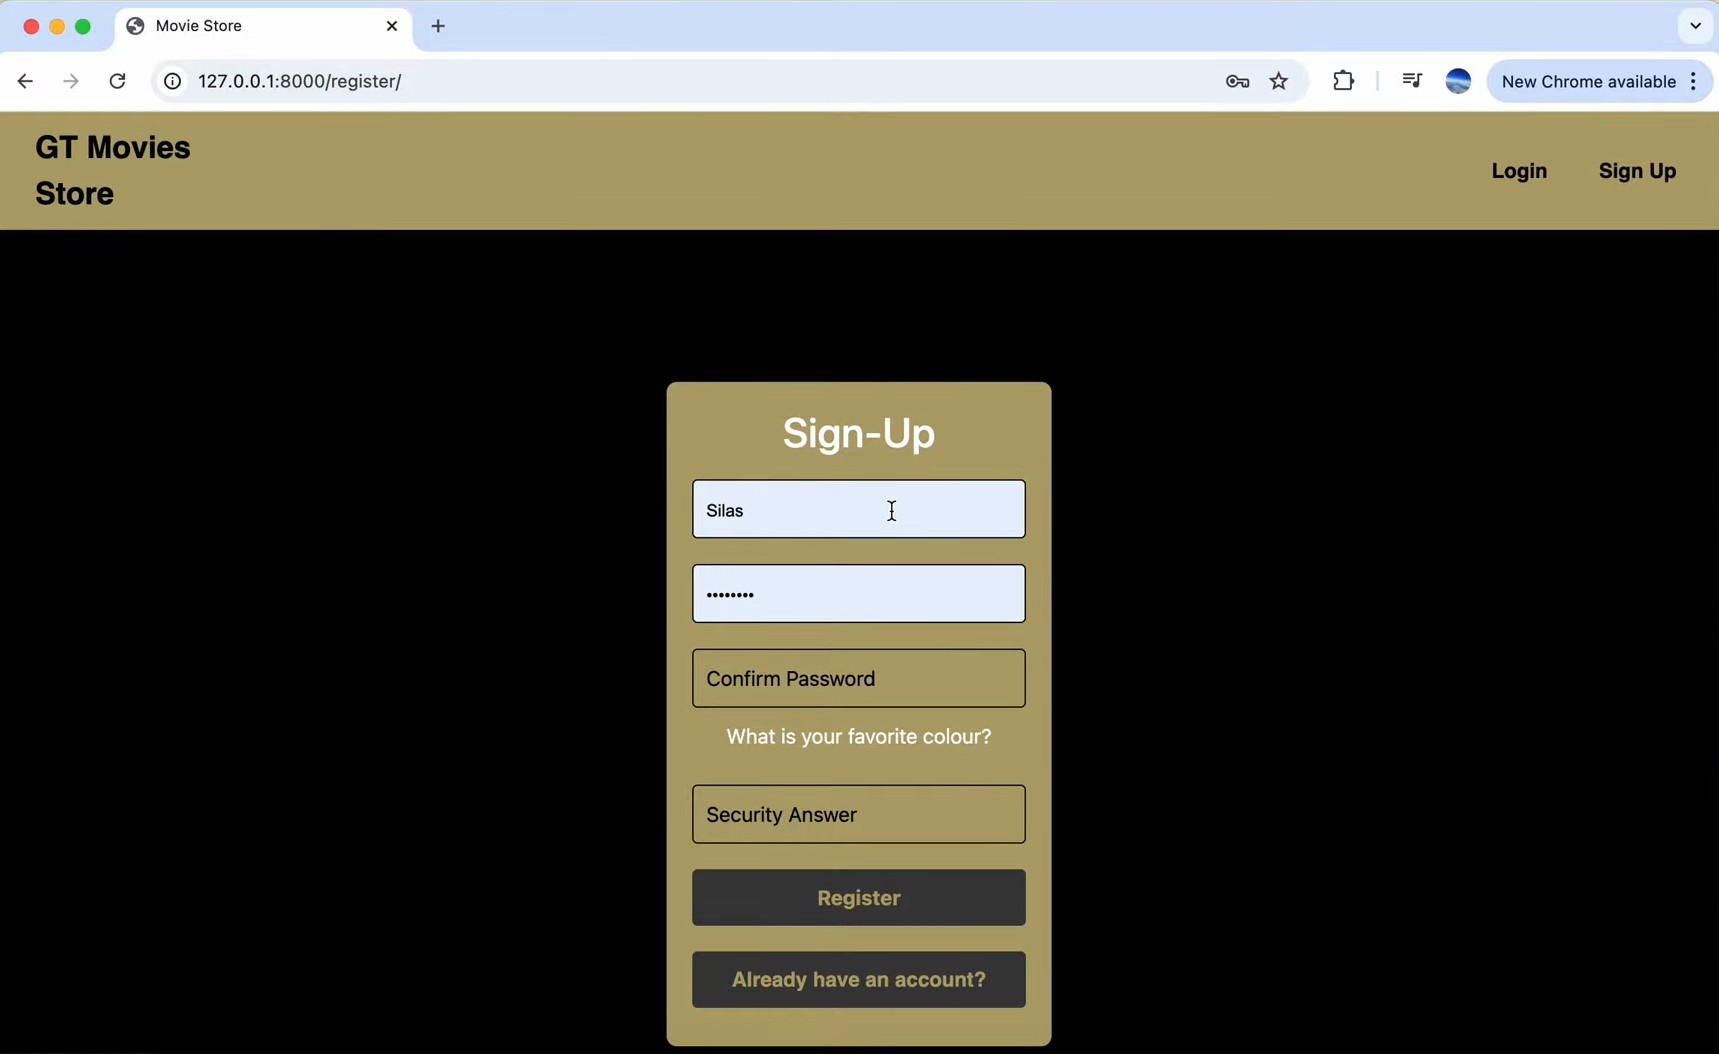 Movie Store
127.0.0.1:8000/register/
New Chrome available
GT Movies
Store
Login
Sign Up
Sign-Up
Silas
••••••••
Confirm Password
What is your favorite colour?
Security Answer
Register
Already have an account?